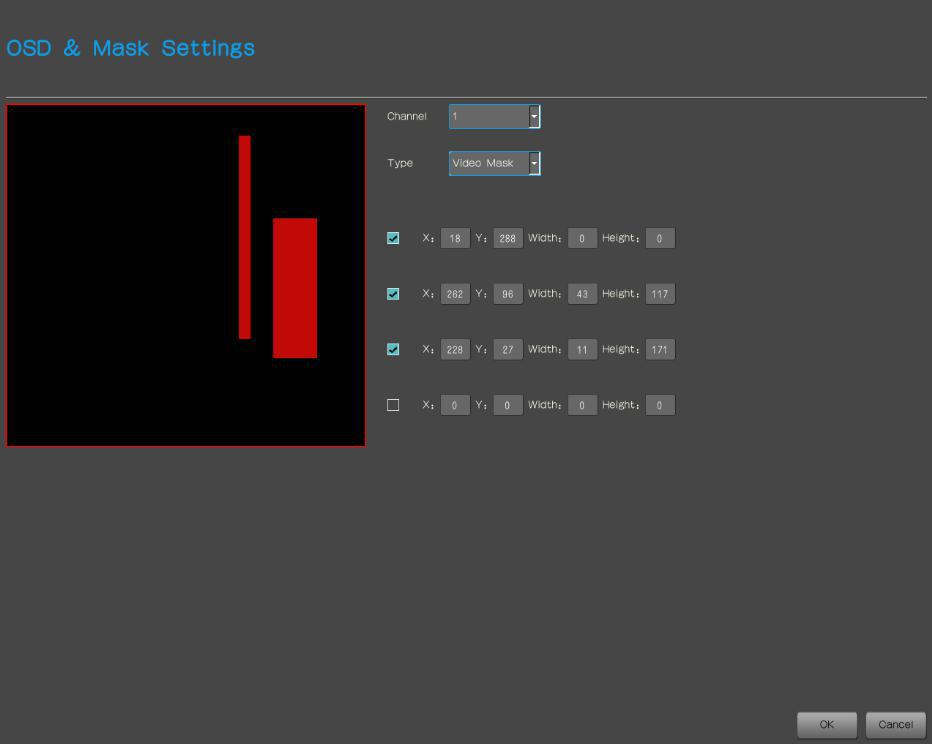 OSD & Mask Settings
Channel 1
Type Video Mask
X: 18 Y: 288 Width: 0 Height: 0
X: 262 Y: 96 Width: 43 Height: 117
X: 228 Y: 27 Width: 11 Height: 171
X: 0 Y: 0 Width: 0 Height: 0
OK Cancel